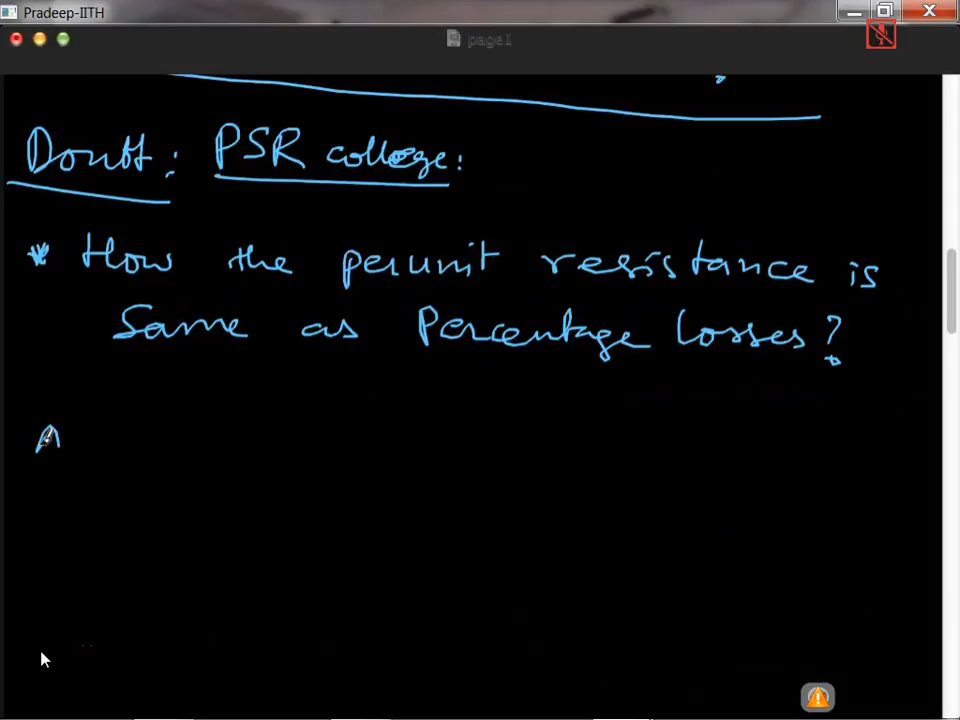 Pradeep-IITH
page1
Doubt: PSR college:
* How the perunit resistance is
Same as Percentage losses?
A